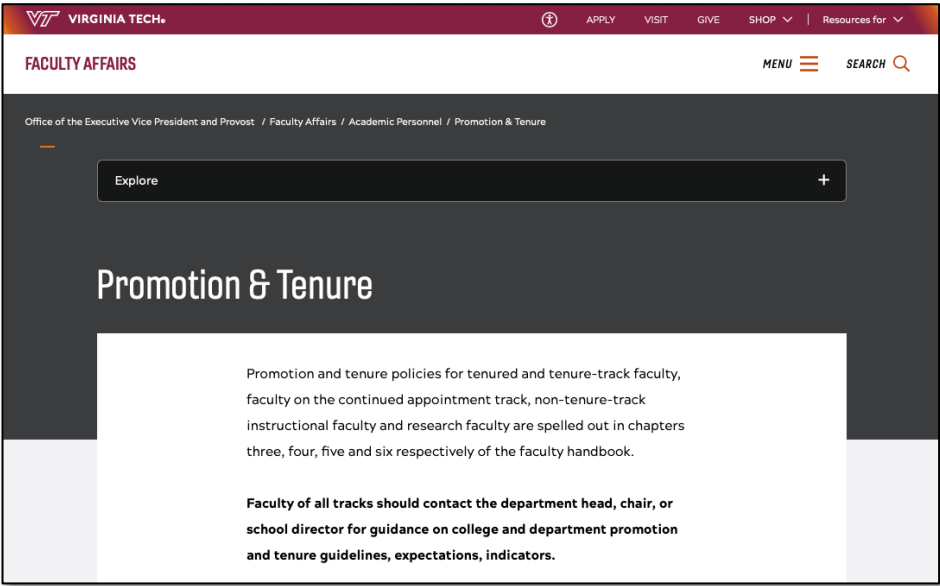 VT VIRGINIA TECH.
APPLY VISIT GIVE SHOP Resources for
FACULTY AFFAIRS
MENU SEARCH
Office of the Executive Vice President and Provost / Faculty Affairs / Academic Personnel / Promotion & Tenure
Explore +
Promotion & Tenure
Promotion and tenure policies for tenured and tenure-track faculty,
faculty on the continued appointment track, non-tenure-track
instructional faculty and research faculty are spelled out in chapters
three, four, five and six respectively of the faculty handbook.
Faculty of all tracks should contact the department head, chair, or
school director for guidance on college and department promotion
and tenure guidelines, expectations, indicators.